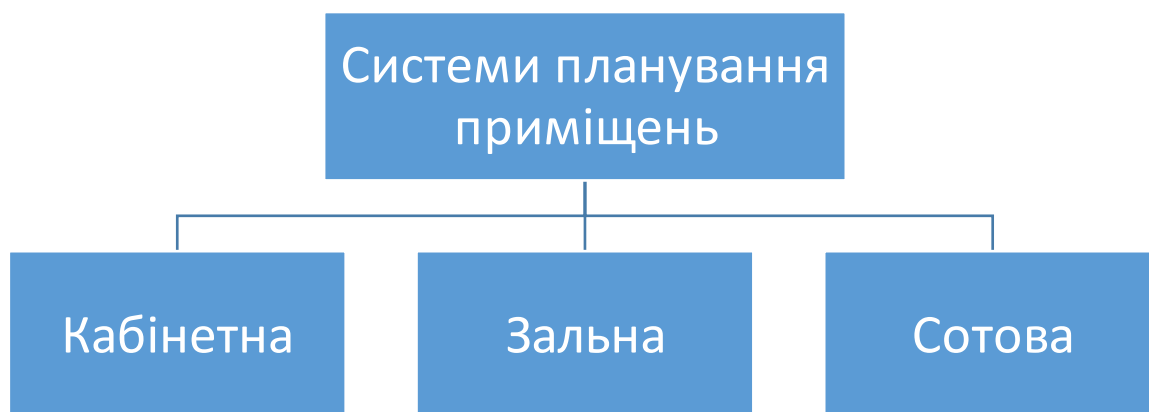 Системи планування
приміщень
Кабінетна
Зальна
Сотова